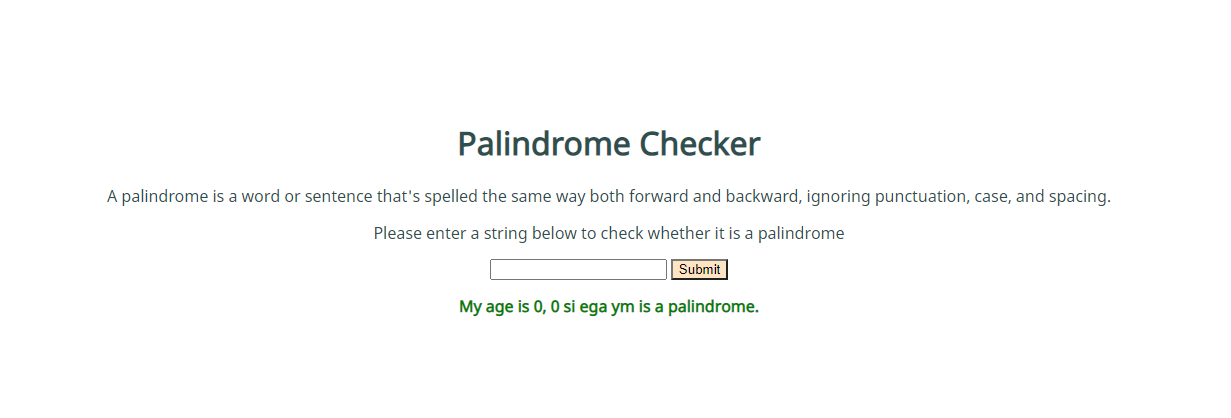 Palindrome Checker
A palindrome is a word or sentence that's spelled the same way both forward and backward, ignoring punctuation, case, and spacing.
Please enter a string below to check whether it is a palindrome
Submit
My age is 0, 0 si ega ym is a palindrome.